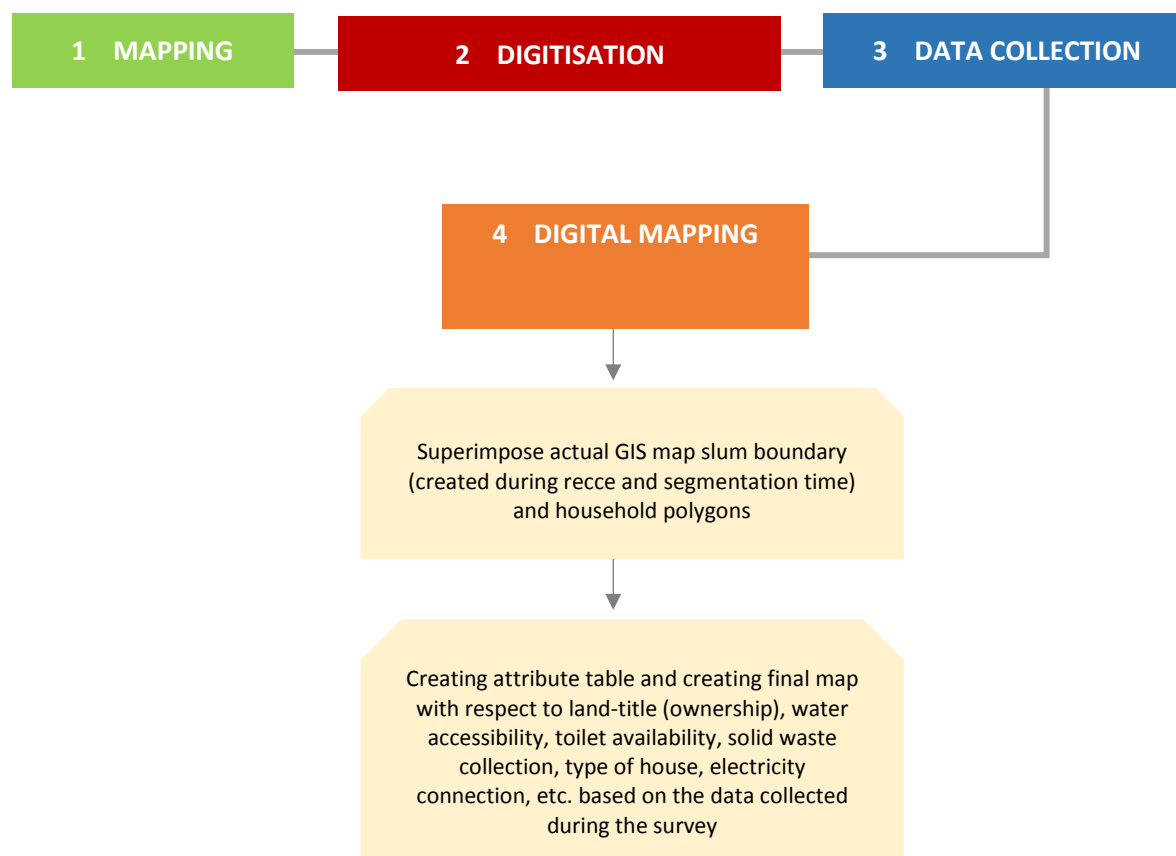 1 MAPPING
2 DIGITISATION
3 DATA COLLECTION
4 DIGITAL MAPPING
Superimpose actual GIS map slum boundary
(created during recce and segmentation time)
and household polygons
Creating attribute table and creating final map
with respect to land-title (ownership), water
accessibility, toilet availability, solid waste
collection, type of house, electricity
connection, etc. based on the data collected
during the survey